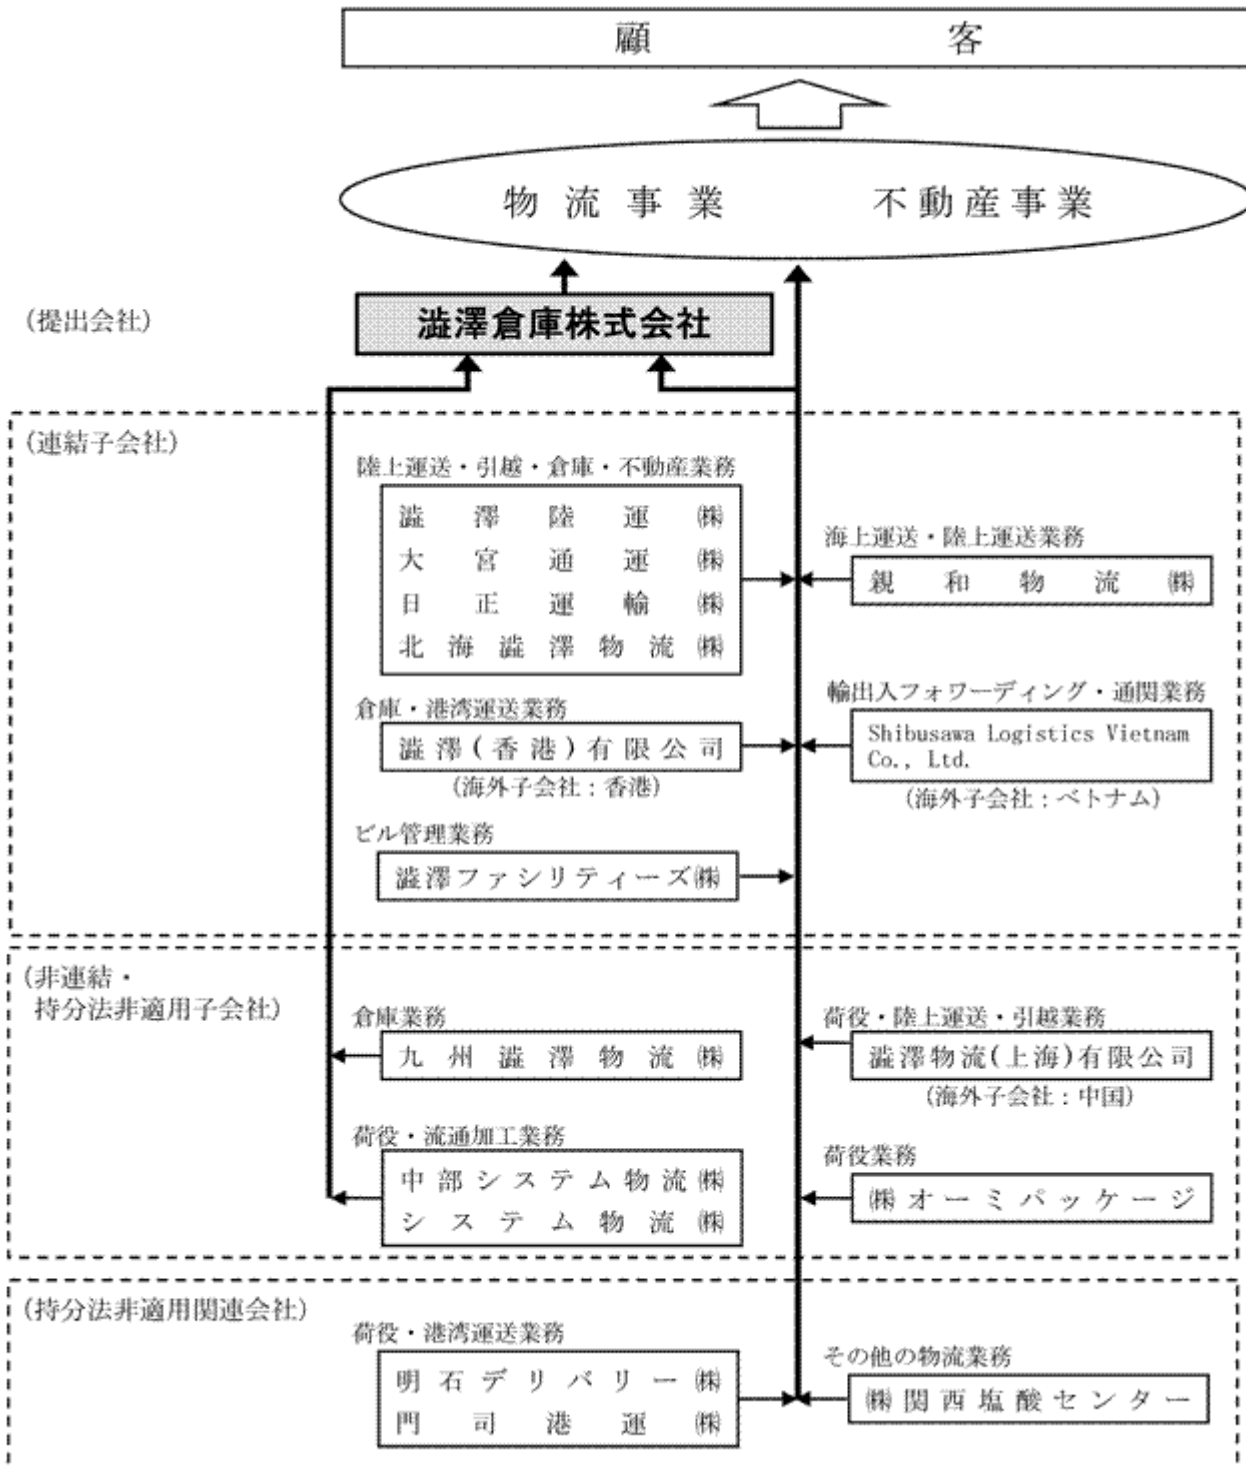 顧客
物流事業 不動産事業
(提出会社)
澁澤倉庫株式会社
(連結子会社)
陸上運送・引越・倉庫・不動産業務
澁澤陸運㈱
大宮通運㈱
日正運輸㈱
北海澁澤物流㈱
海上運送・陸上運送業務
親和物流㈱
倉庫・港湾運送業務
澁澤(香港)有限公司
(海外子会社:香港)
輸出入フォワーディング・通関業務
Shibusawa Logistics Vietnam
Co., Ltd.
(海外子会社:ベトナム)
ビル管理業務
澁澤ファシリティーズ㈱
(非連結・
持分法非適用子会社)
倉庫業務
九州澁澤物流㈱
荷役・陸上運送・引越業務
澁澤物流(上海)有限公司
(海外子会社:中国)
荷役・流通加工業務
中部システム物流㈱
システム物流㈱
荷役業務
㈱オーミパッケージ
(持分法非適用関連会社)
荷役・港湾運送業務
明石デリバリー㈱
門司港運㈱
その他の物流業務
㈱関西塩酸センター